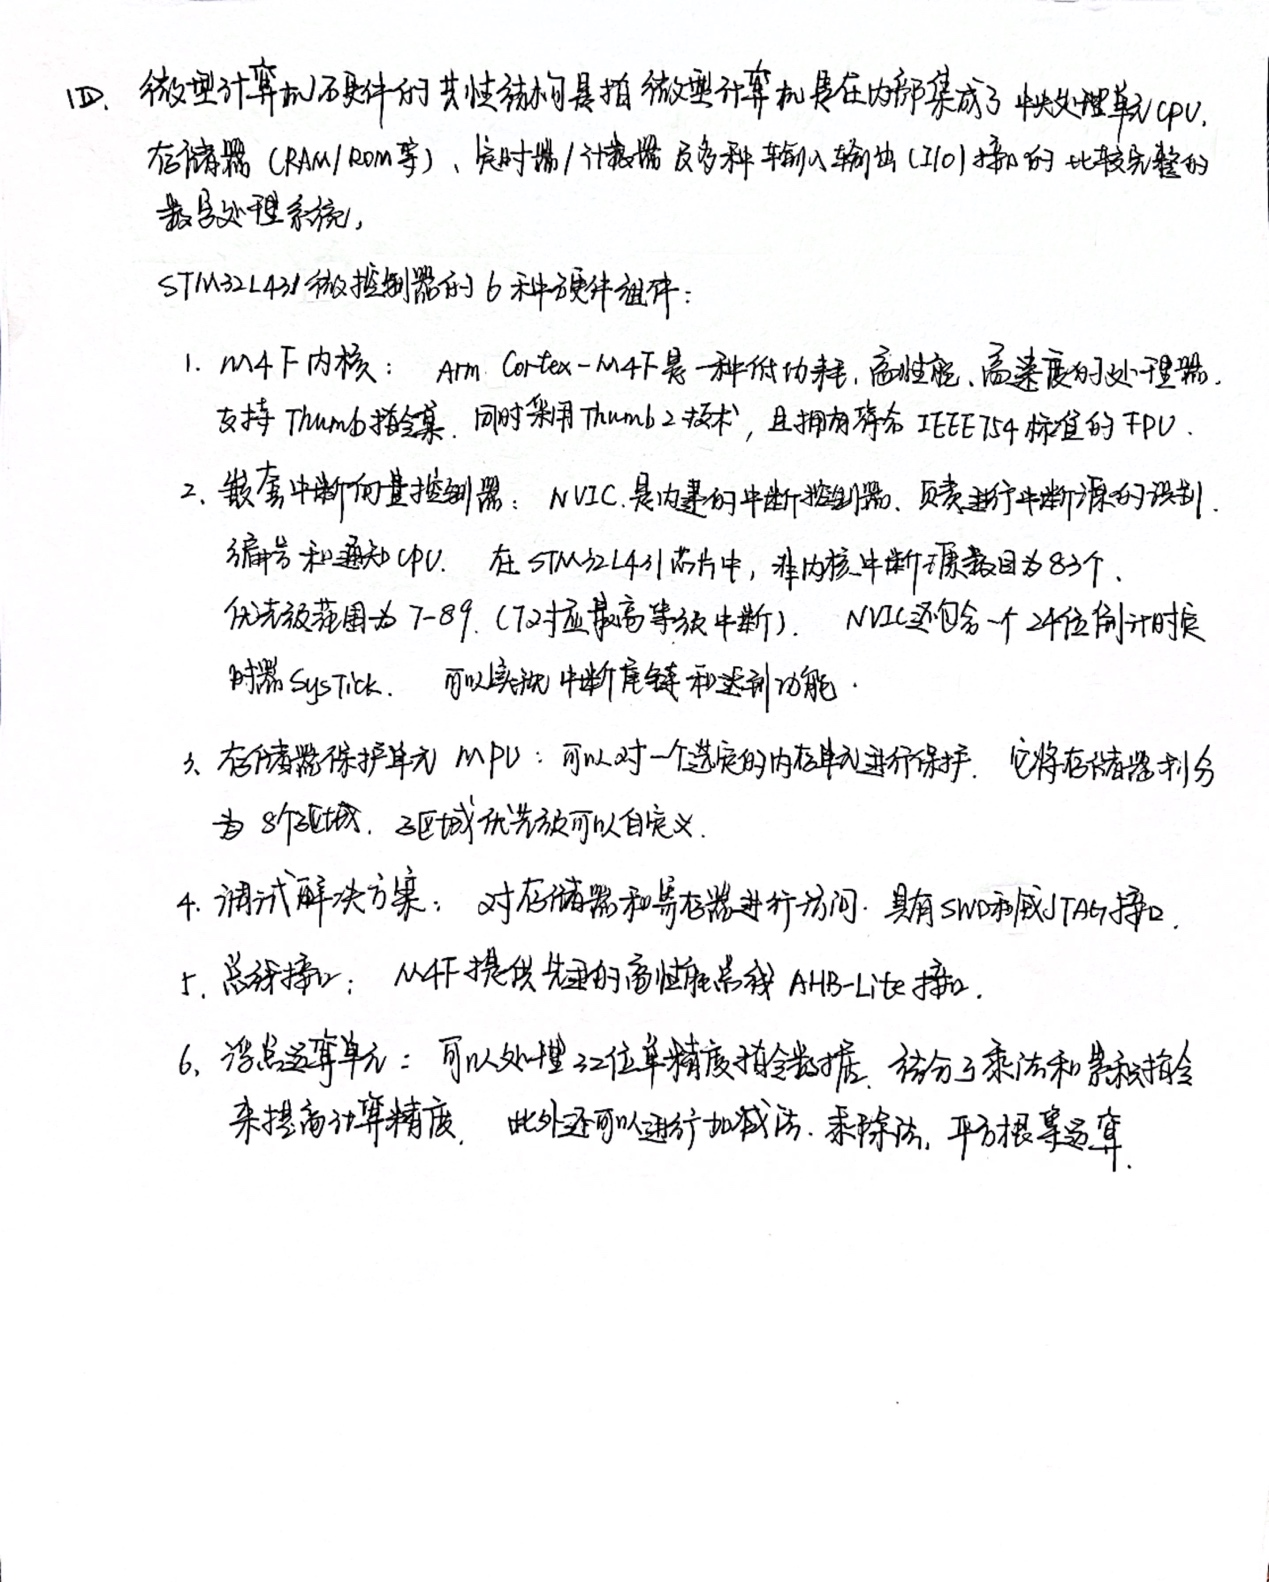 1D. 微型计算机硬件的共性结构是指微型计算机是在内部集成了中央处理单元CPU、
存储器（RAM/ROM等）、定时器/计数器及多种输入输出（I/O）接口的比较完整的
数字处理系统，
STM32L431微控制器的6种硬件组件：
1. M4F内核： Arm Cortex-M4F是一种低功耗、高性能、高速度的处理器，
支持Thumb指令集，同时采用Thumb2技术，且拥有符合IEEE754标准的FPU.
2、嵌套中断向量控制器： NVIC是内建的中断控制器、负责进行中断源的识别、
编号和通知CPU. 在STM32L431芯片中，非内核中断源数目为83个、
优先级范围为7-89.（7对应最高等级中断）. NVIC还包含一个24位倒计时定
时器SysTick. 可以实现中断尾链和迟到功能.
3、存储器保护单元MPU：可以对一个选定的内存单元进行保护. 它将存储器划分
为8个区域，区域优先级可以自定义.
4. 调试解决方案： 对存储器和寄存器进行访问. 具有SWD和或JTAG接口.
5. 总线接口： M4F提供先进的高性能总线AHB-Lite接口.
6、浮点运算单元：可以处理32位单精度指令数据、结合了乘法和累积指令
来提高计算精度. 此外还可以进行加减法、乘除法、平方根等运算.